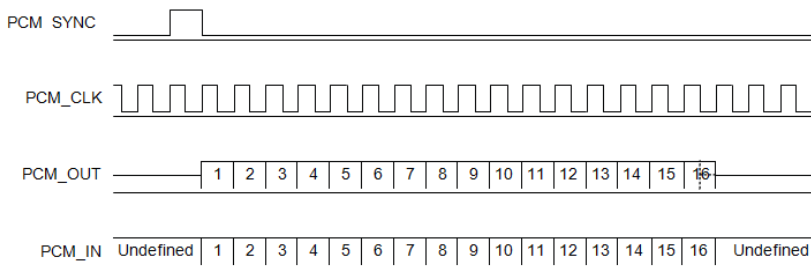 PCM SYNC
PCM_CLK
PCM_OUT 1 2 3 4 5 6 7 8 9 10 11 12 13 14 15 16
PCM_IN Undefined 1 2 3 4 5 6 7 8 9 10 11 12 13 14 15 16 Undefined